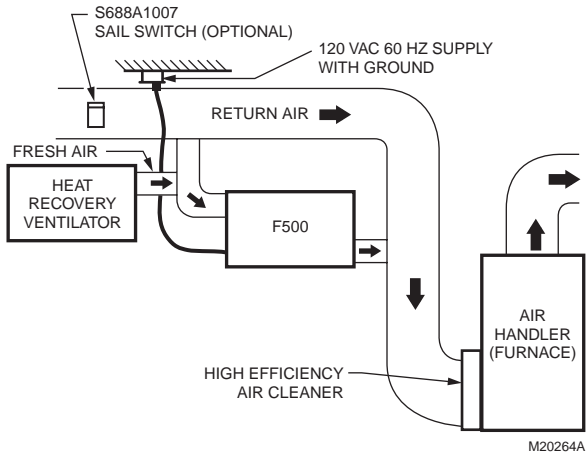 S688A1007
SAIL SWITCH (OPTIONAL)
120 VAC 60 HZ SUPPLY
WITH GROUND
RETURN AIR
FRESH AIR
HEAT
RECOVERY
VENTILATOR
F500
AIR
HANDLER
(FURNACE)
HIGH EFFICIENCY
AIR CLEANER
M20264A